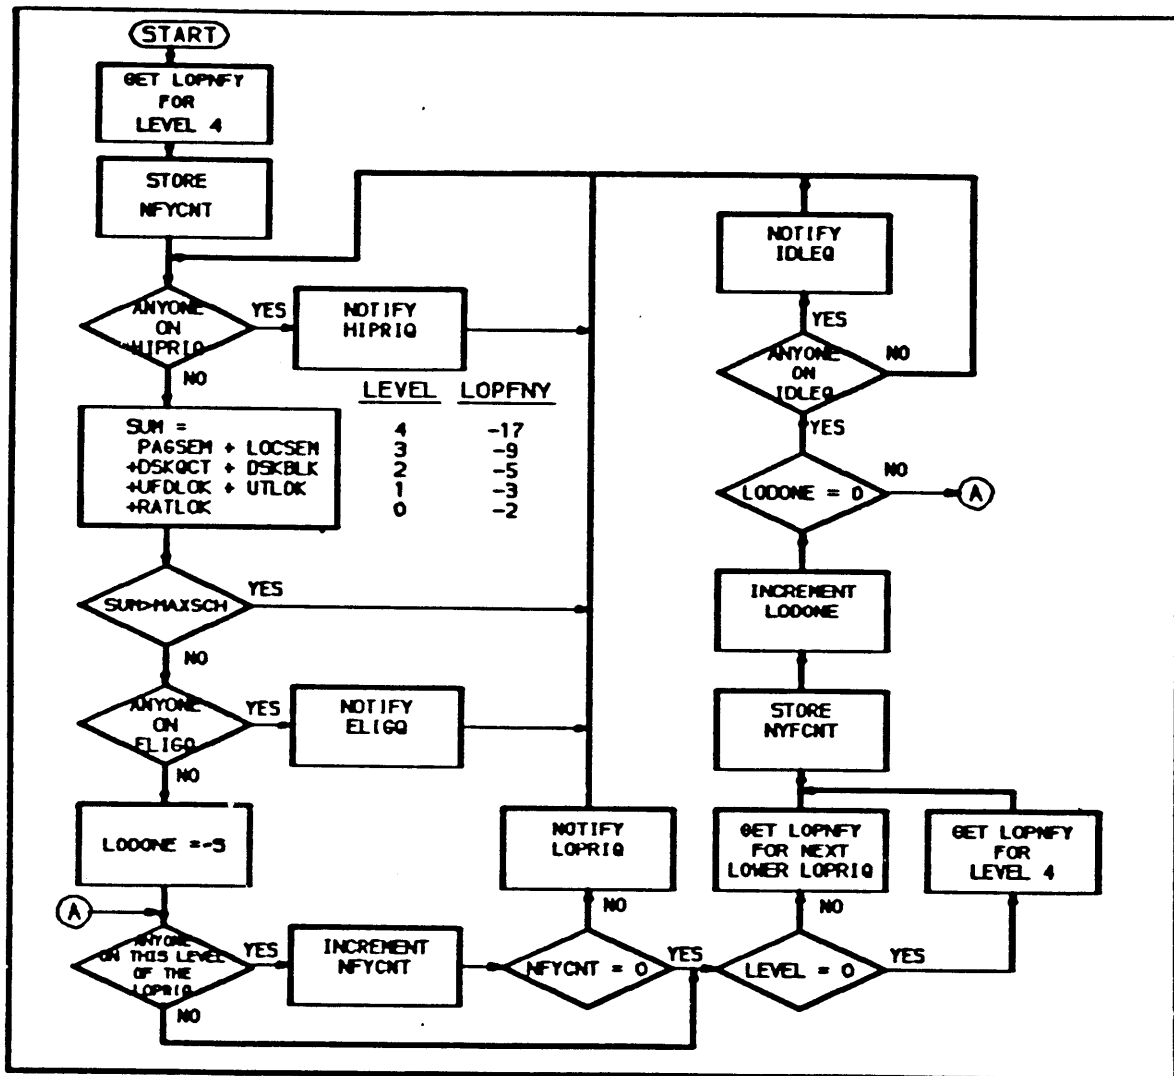 START
GET LOPNFY
FOR
LEVEL 4
STORE
NFYCNT
ANYONE
ON
HIPRIQ
YES
NOTIFY
HIPRIQ
NO
LEVEL LOPFNY
4 -17
3 -9
2 -5
1 -3
0 -2
SUM =
PAGSEM + LOCSEM
+DSKQCT + DSKBLK
+UFDLOK + UTLOK
+RATLOK
SUM>MAXSCH
YES
NO
ANYONE
ON
ELIGQ
YES
NOTIFY
ELIGQ
NO
LODONE =-5
A
ANYONE
ON THIS LEVEL
OF THE
LOPRIQ
YES
INCREMENT
NFYCNT
NO
NFYCNT = 0
NO
NOTIFY
LOPRIQ
YES
LEVEL = 0
YES
GET LOPNFY
FOR
LEVEL 4
NO
GET LOPNFY
FOR NEXT
LOWER LOPRIQ
STORE
NYFCNT
INCREMENT
LODONE
LODONE = 0
NO
A
YES
ANYONE
ON
IDLEQ
NO
YES
NOTIFY
IDLEQ